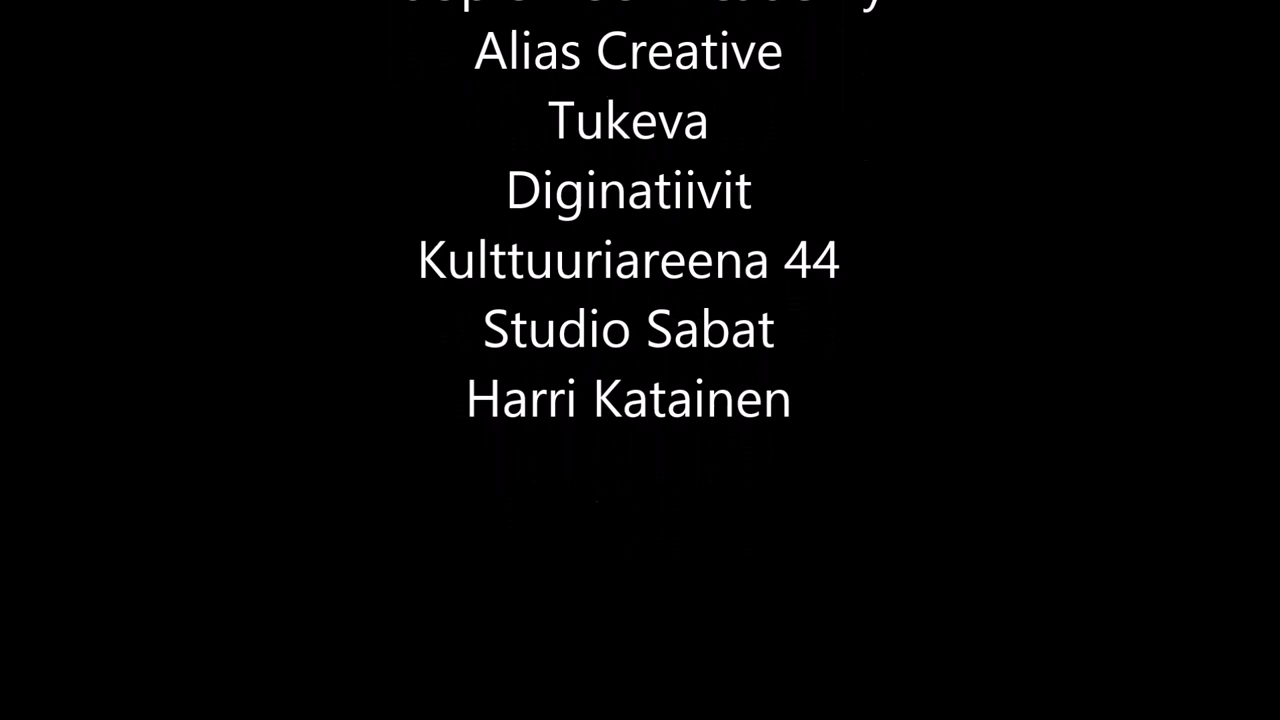 Alias Creative
Tukeva
Diginatiivit
Kulttuuriareena 44
Studio Sabat
Harri Katainen